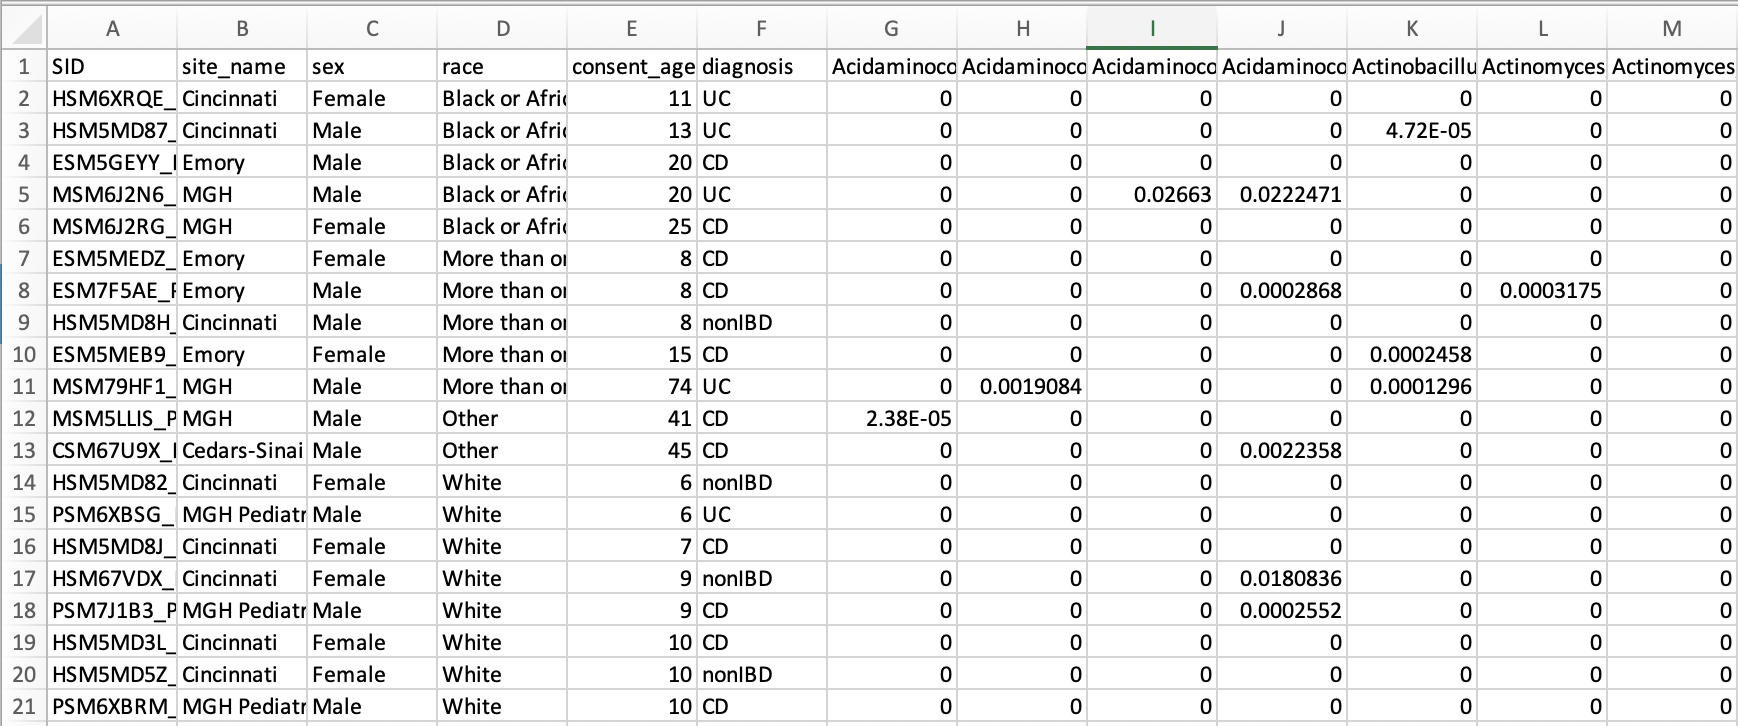 A B C D E F G H I J K L M
1 SID site_name sex race consent_age diagnosis Acidaminoco Acidaminoco Acidaminoco Acidaminoco Actinobacillu Actinomyces Actinomyces
2 HSM6XRQE_ Cincinnati Female Black or Afric 11 UC 0 0 0 0 0 0 0
3 HSM5MD87_ Cincinnati Male Black or Afric 13 UC 0 0 0 0 4.72E-05 0 0
4 ESM5GEYY_ Emory Male Black or Afric 20 CD 0 0 0 0 0 0 0
5 MSM6J2N6_ MGH Male Black or Afric 20 UC 0 0 0.02663 0.0222471 0 0 0
6 MSM6J2RG_ MGH Female Black or Afric 25 CD 0 0 0 0 0 0 0
7 ESM5MEDZ_ Emory Female More than or 8 CD 0 0 0 0 0 0 0
8 ESM7F5AE_ Emory Male More than or 8 CD 0 0 0 0.0002868 0 0.0003175 0
9 HSM5MD8H_ Cincinnati Male More than or 8 nonIBD 0 0 0 0 0 0 0
10 ESM5MEB9_ Emory Female More than or 15 CD 0 0 0 0 0.0002458 0 0
11 MSM79HF1_ MGH Male More than or 74 UC 0 0.0019084 0 0 0.0001296 0 0
12 MSM5LLIS_P MGH Male Other 41 CD 2.38E-05 0 0 0 0 0 0
13 CSM67U9X_ Cedars-Sinai Male Other 45 CD 0 0 0 0.0022358 0 0 0
14 HSM5MD82_ Cincinnati Female White 6 nonIBD 0 0 0 0 0 0 0
15 PSM6XBSG_ MGH Pediatr Male White 6 UC 0 0 0 0 0 0 0
16 HSM5MD8J_ Cincinnati Female White 7 CD 0 0 0 0 0 0 0
17 HSM67VDX_ Cincinnati Female White 9 nonIBD 0 0 0 0.0180836 0 0 0
18 PSM7J1B3_P MGH Pediatr Male White 9 CD 0 0 0 0.0002552 0 0 0
19 HSM5MD3L_ Cincinnati Female White 10 CD 0 0 0 0 0 0 0
20 HSM5MD5Z_ Cincinnati Female White 10 nonIBD 0 0 0 0 0 0 0
21 PSM6XBRM_ MGH Pediatr Male White 10 CD 0 0 0 0 0 0 0